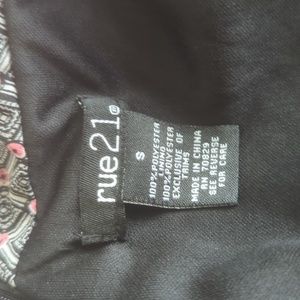 rue21®
S
100% POLYESTER
LINING
100% POLYESTER
EXCLUSIVE OF
TRIMS
MADE IN CHINA
RN 70829
SEE REVERSE
FOR CARE